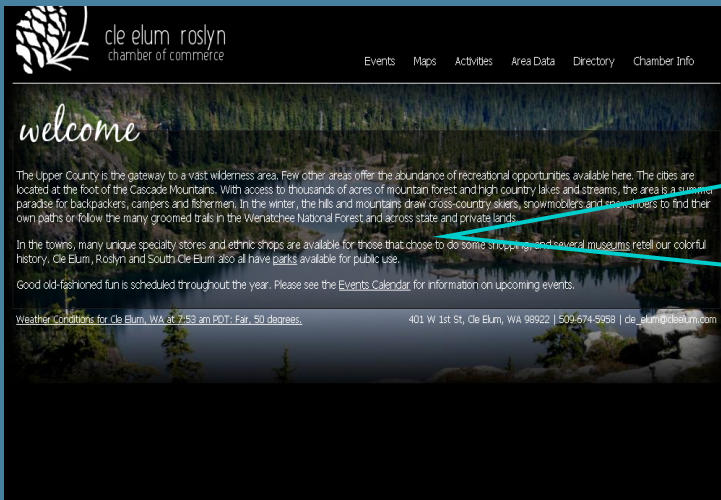 cle elum roslyn
chamber of commerce
Events Maps Activities Area Data Directory Chamber Info
welcome
The Upper County is the gateway to a vast wilderness area. Few other areas offer the abundance of recreational opportunities available here. The cities are
located at the foot of the Cascade Mountains. With access to thousands of acres of mountain forest and high country lakes and streams, the area is a summer
paradise for backpackers, campers and fishermen. In the winter, the hills and mountains draw cross-country skiers, snowmobilers and snowshoers to find their
own paths or follow the many groomed trails in the Wenatchee National Forest and across state and private lands.
In the towns, many unique specialty stores and ethnic shops are available for those that chose to do some shopping, and several museums retell our colorful
history. Cle Elum, Roslyn and South Cle Elum also all have parks available for public use.
Good old-fashioned fun is scheduled throughout the year. Please see the Events Calendar for information on upcoming events.
Weather Conditions for Cle Elum, WA at 7:53 am PDT: Fair, 50 degrees. 401 W 1st St, Cle Elum, WA 98922 | 509-674-5958 | cle_elum@cleelum.com